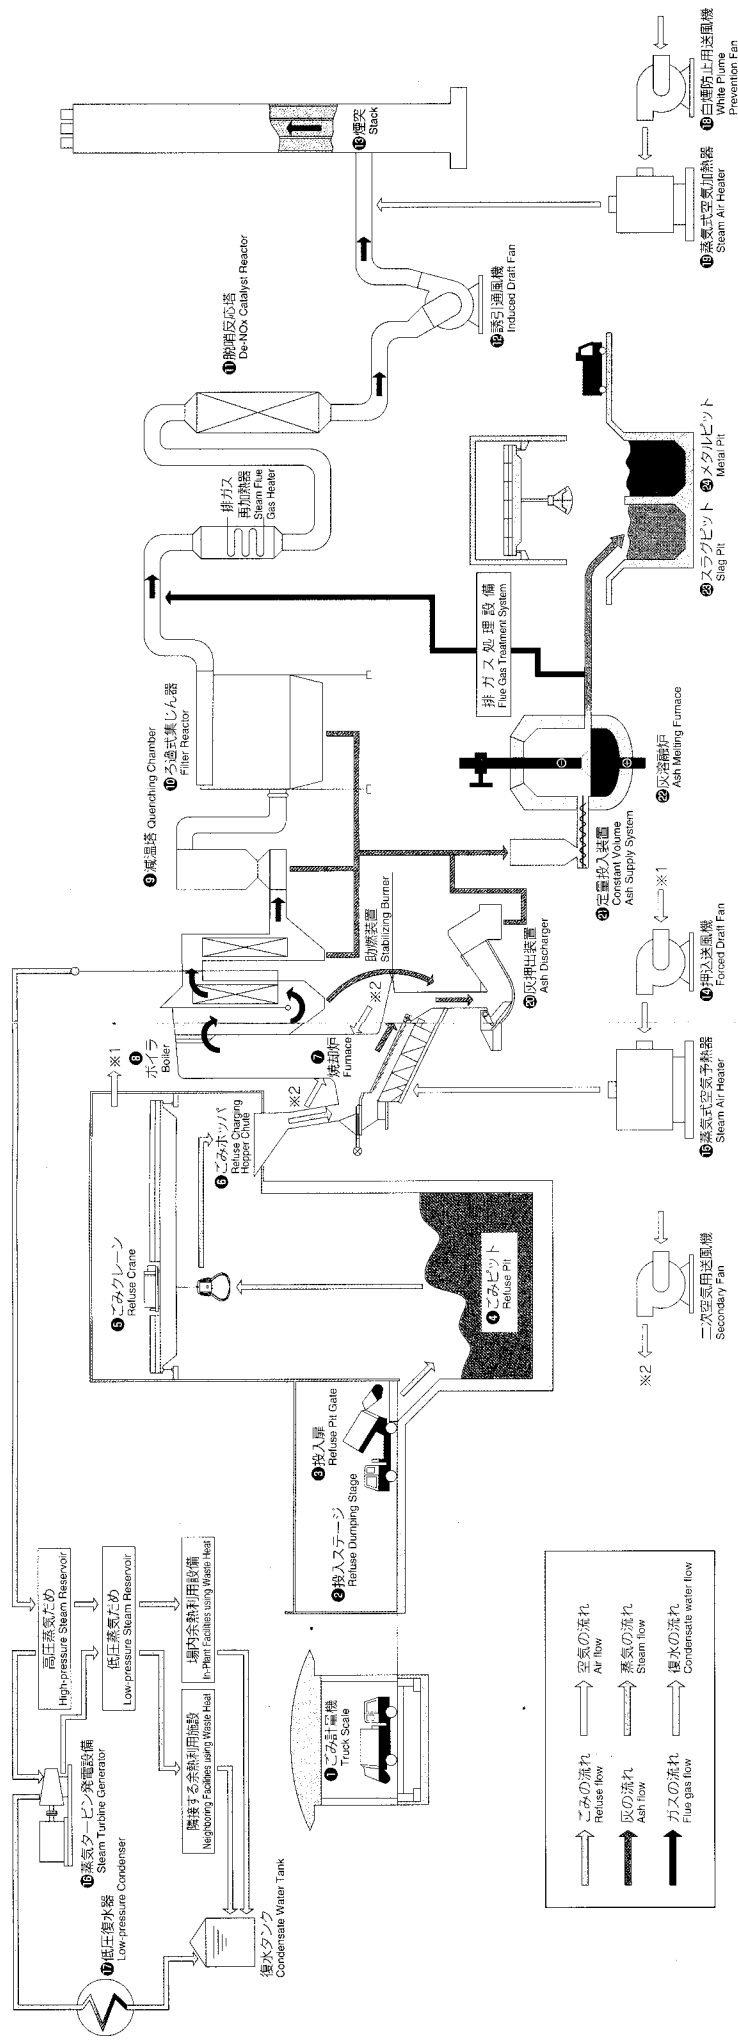 ⑯蒸気タービン発電設備
Steam Turbine Generator
⑰低圧復水器
Low-pressure Condenser
高圧蒸気だめ
High-pressure Steam Reservoir
低圧蒸気だめ
Low-pressure Steam Reservoir
場内余熱利用設備
In-Plant Facilities using Waste Heat
隣接する余熱利用施設
Neighboring Facilities using Waste Heat
復水タンク
Condensate Water Tank
①ごみ計量機
Truck Scale
②投入ステージ
Refuse Dumping Stage
③投入扉
Refuse Pit Gate
④ごみピット
Refuse Pit
⑤ごみクレーン
Refuse Crane
⑥ごみホッパ
Refuse Charging
Hopper Chute
※1
⑧ボイラ
Boiler
⑦焼却炉
Furnace
※2
※2
助燃装置
Stabilizing Burner
⑨減温塔 Quenching Chamber
⑩ろ過式集じん器
Filter Reactor
排ガス
再加熱器
Steam Flue
Gas Heater
⑪脱硝反応塔
De-NOx Catalyst Reactor
⑫誘引通風機
Induced Draft Fan
⑬煙突
Stack
⑳灰押出装置
Ash Discharger
㉑定量投入装置
Constant Volume
Ash Supply System
㉒灰溶融炉
Ash Melting Furnace
排ガス処理設備
Flue Gas Treatment System
㉓スラグピット
Slag Pit
㉔メタルピット
Metal Pit
※2
二次空気用送風機
Secondary Fan
⑮蒸気式空気予熱器
Steam Air Heater
⑭押込送風機
Forced Draft Fan
※1
⑲蒸気式空気加熱器
Steam Air Heater
⑱白煙防止用送風機
White Plume
Prevention Fan
ごみの流れ
Refuse flow
空気の流れ
Air flow
灰の流れ
Ash flow
蒸気の流れ
Steam flow
ガスの流れ
Flue gas flow
復水の流れ
Condensate water flow